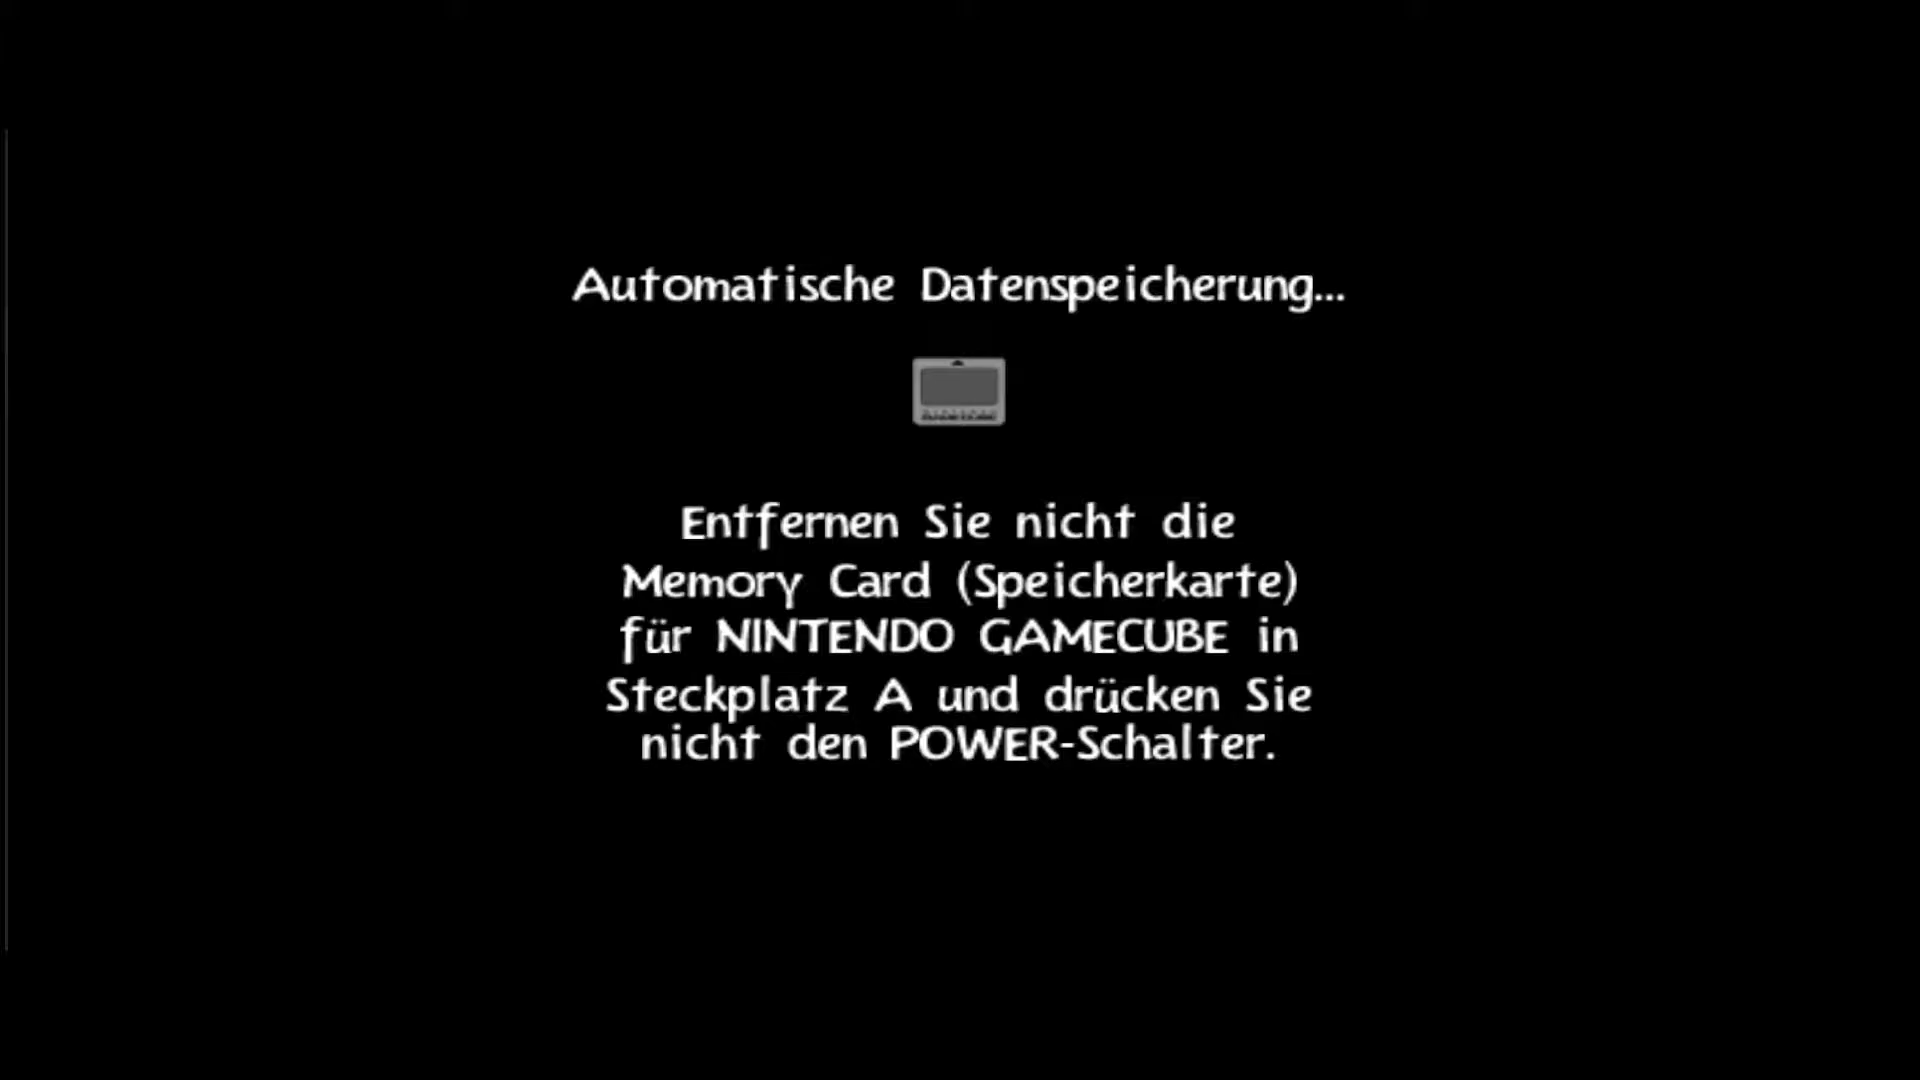 Automatische Datenspeicherung...
Entfernen Sie nicht die
Memory Card (Speicherkarte)
für NINTENDO GAMECUBE in
Steckplatz A und drücken Sie
nicht den POWER-Schalter.